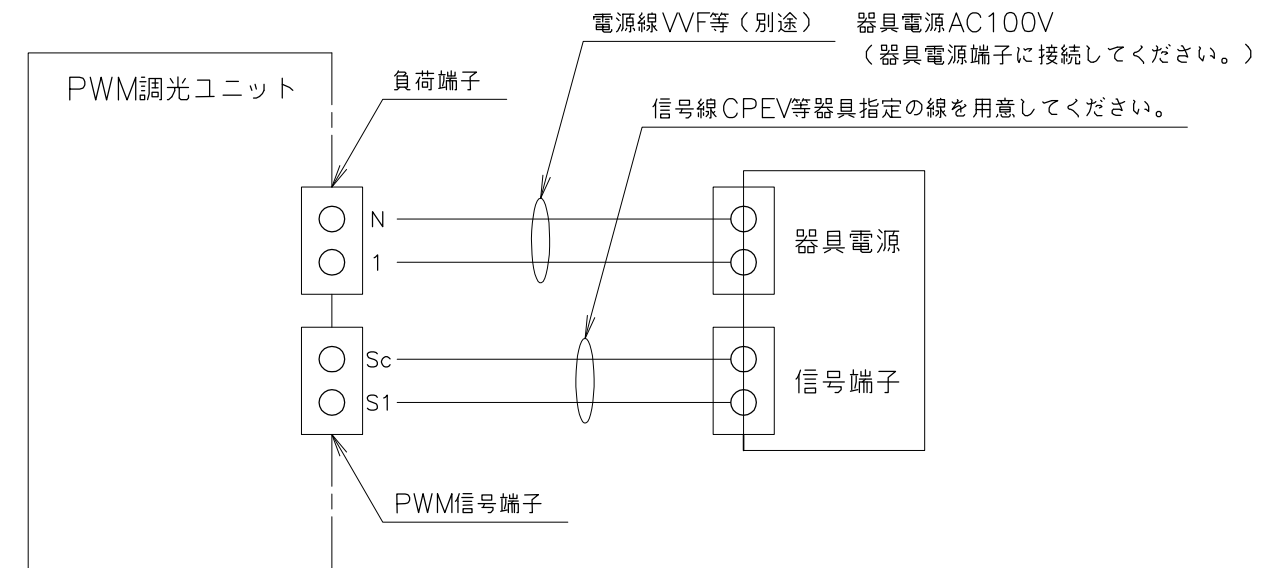 電源線VVF等（別途）　器具電源AC100V
（器具電源端子に接続してください。）
PWM調光ユニット
負荷端子
信号線CPEV等器具指定の線を用意してください。
N
1
器具電源
Sc
S1
信号端子
PWM信号端子